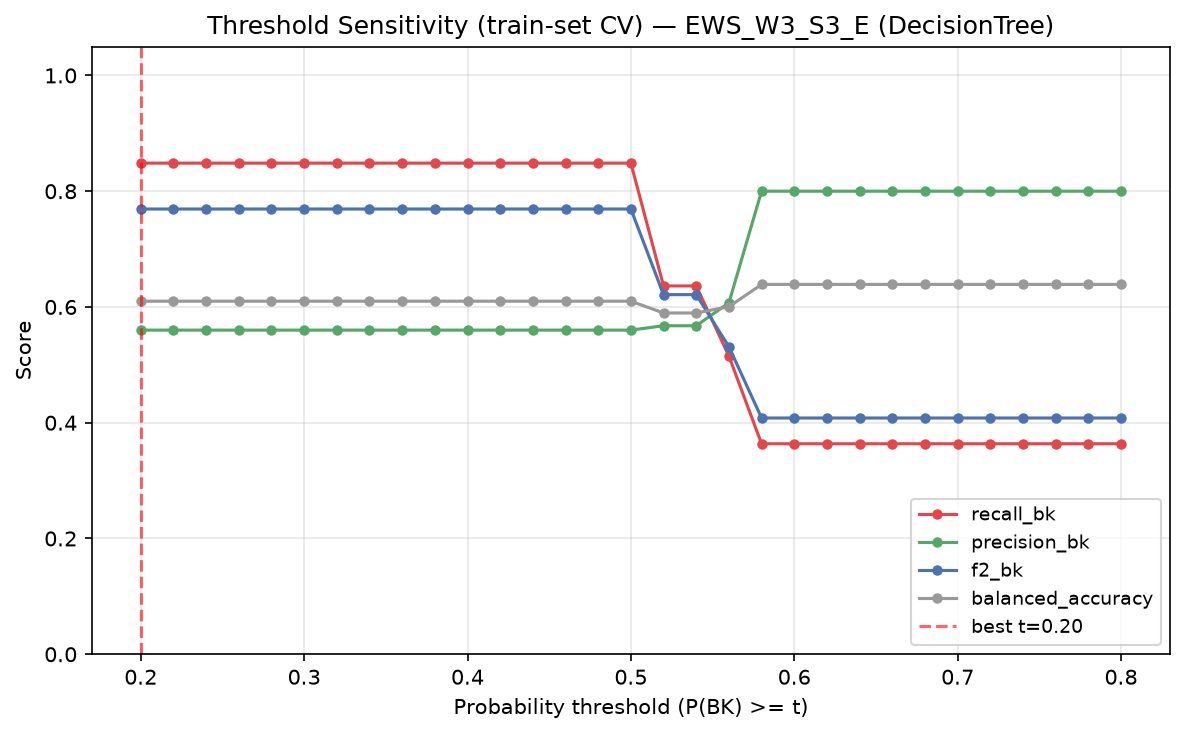 Threshold Sensitivity (train-set CV) — EWS_W3_S3_E (DecisionTree)
Score
1.0
0.8
0.6
0.4
0.2
0.0
0.2 0.3 0.4 0.5 0.6 0.7 0.8
Probability threshold (P(BK) >= t)
recall_bk
precision_bk
f2_bk
balanced_accuracy
best t=0.20